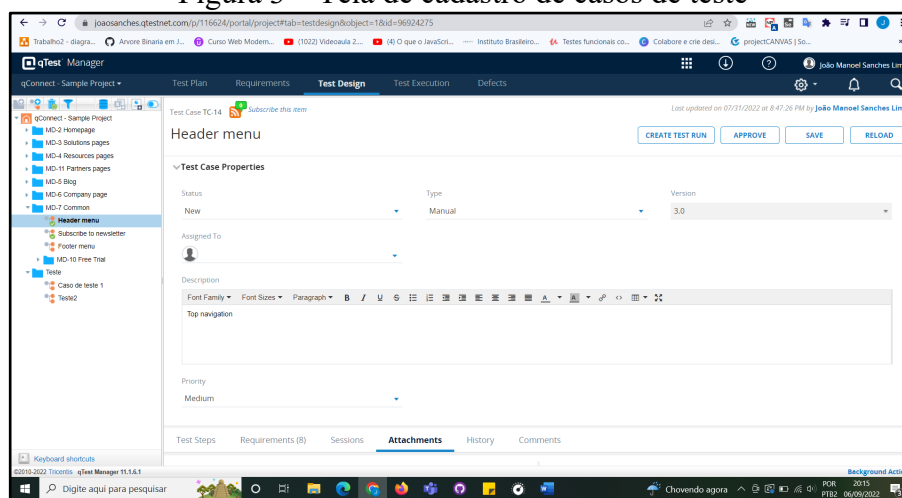 Figura 3 – Tela de cadastro de casos de teste
joaosanches.qtestnet.com/p/116624/portal/project#tab=testdesign&object=1&id=96924275
Trabalho2 - diagra...
Arvore Binaria em J...
Curso Web Modern...
(1022) Videoaula 2,...
(4) O que o JavaScri...
Instituto Brasileiro...
Testes funcionais co...
Colabore e crie desi...
projectCANVAS | So...
qTest Manager
João Manoel Sanches Lim
qConnect - Sample Project
Test Plan
Requirements
Test Design
Test Execution
Defects
qConnect - Sample Project
MD-2 Homepage
MD-3 Solutions pages
MD-4 Resources pages
MD-11 Partners pages
MD-5 Blog
MD-6 Company page
MD-7 Common
Header menu
Subscribe to newsletter
Footer menu
MD-10 Free Trial
Teste
Caso de teste 1
Teste2
Keyboard shortcuts
Test Case TC-14
Subscribe this item
Last updated on 07/31/2022 at 8:47:26 PM by João Manoel Sanches Lim
Header menu
CREATE TEST RUN
APPROVE
SAVE
RELOAD
Test Case Properties
Status
Type
Version
New
Manual
3.0
Assigned To
Description
Font Family
Font Sizes
Paragraph
B I U S
A
A
Top navigation
Priority
Medium
Test Steps
Requirements (8)
Sessions
Attachments
History
Comments
©2010-2022 Tricentis qTest Manager 11.1.6.1
Background Acti
Digite aqui para pesquisar
Chovendo agora
POR
PTB2
20:15
06/09/2022